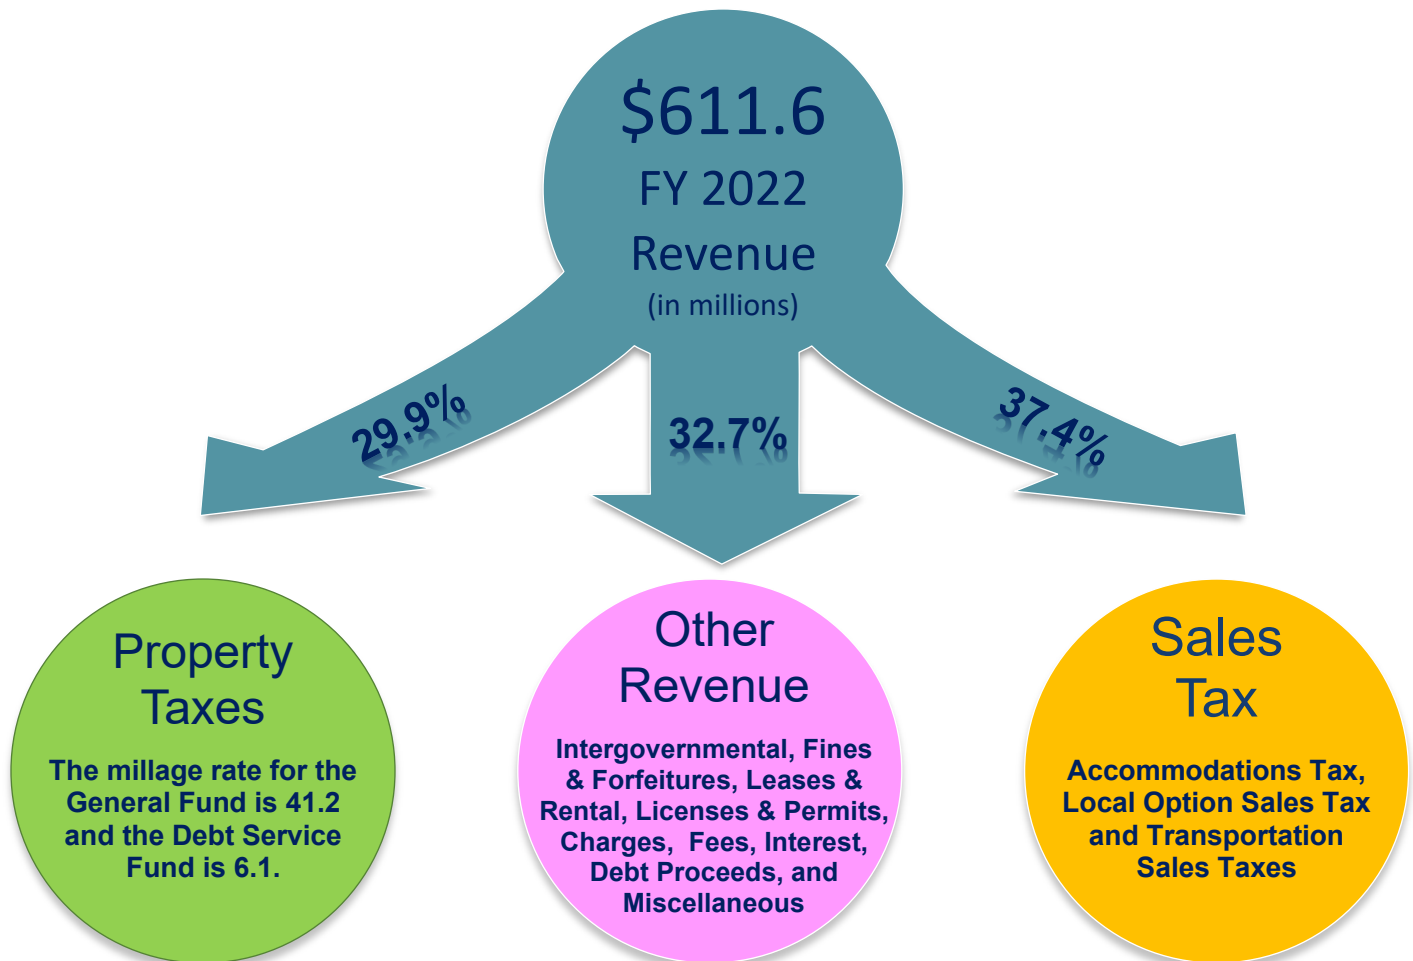 $611.6
FY 2022
Revenue
(in millions)
29.9%
32.7%
37.4%
Property
Taxes
The millage rate for the
General Fund is 41.2
and the Debt Service
Fund is 6.1.
Other
Revenue
Intergovernmental, Fines
& Forfeitures, Leases &
Rental, Licenses & Permits,
Charges,  Fees, Interest,
Debt Proceeds, and
Miscellaneous
Sales
Tax
Accommodations Tax,
Local Option Sales Tax
and Transportation
Sales Taxes